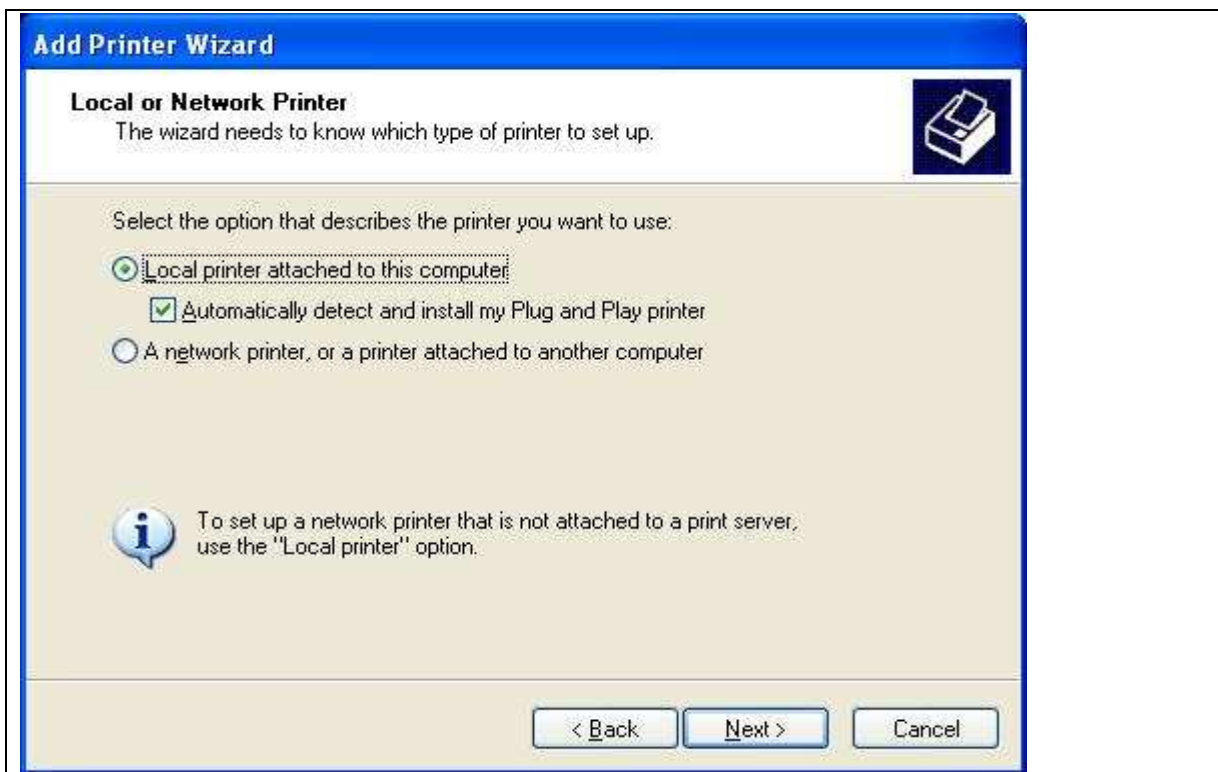 Add Printer Wizard
Local or Network Printer
The wizard needs to know which type of printer to set up.
Select the option that describes the printer you want to use:
Local printer attached to this computer
Automatically detect and install my Plug and Play printer
A network printer, or a printer attached to another computer
To set up a network printer that is not attached to a print server,
use the "Local printer" option.
< Back Next > Cancel